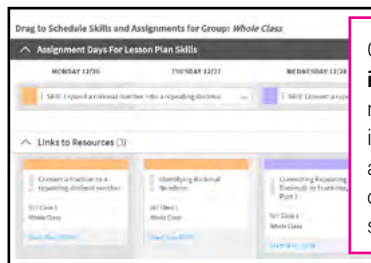 Drag to Schedule Skills and Assignments for Group: Whole Class
Assignment Days For Lesson Plan Skills
MONDAY 12/26 TUESDAY 12/27 WEDNESDAY 12/28
SKILL Expand a rational number into a repeating decimal SKILL Convert a repe
Links to Resources (3)
Convert a fraction to a
repeating decimal number
Identifying Rational
Numbers
Converting Repeating
Decimals to Fractions,
Part 1
Whole Class
Whole Class
Whole Class